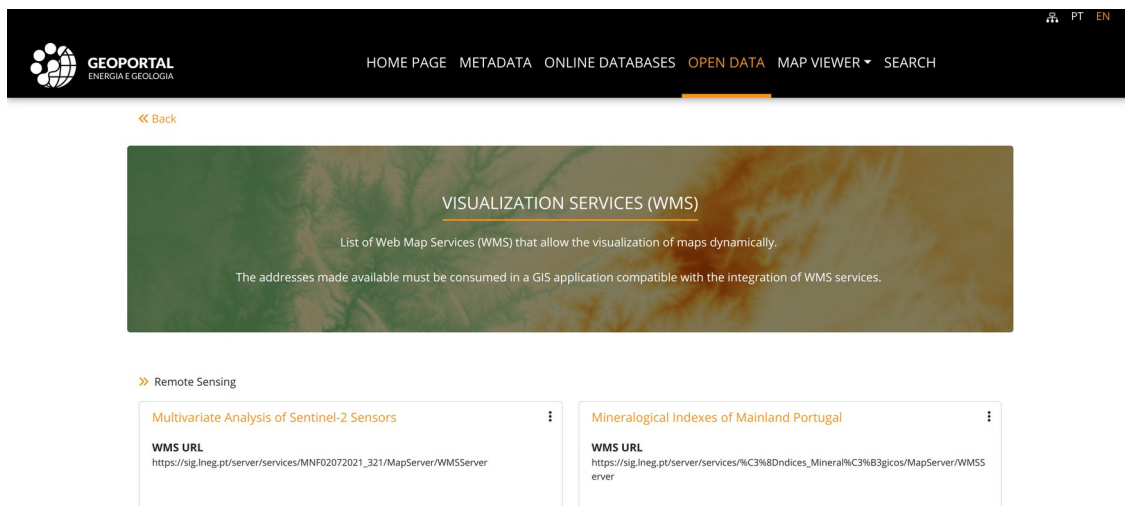 PT EN
GEOPORTAL
ENERGIA E GEOLOGIA
HOME PAGE METADATA ONLINE DATABASES OPEN DATA MAP VIEWER SEARCH
Back
VISUALIZATION SERVICES (WMS)
List of Web Map Services (WMS) that allow the visualization of maps dynamically.
The addresses made available must be consumed in a GIS application compatible with the integration of WMS services.
Remote Sensing
Multivariate Analysis of Sentinel-2 Sensors
WMS URL
https://sig.lneg.pt/server/services/MNF02072021_321/MapServer/WMSServer
Mineralogical Indexes of Mainland Portugal
WMS URL
https://sig.lneg.pt/server/services/%C3%8Dndices_Mineral%C3%B3gicos/MapServer/WMSS
erver